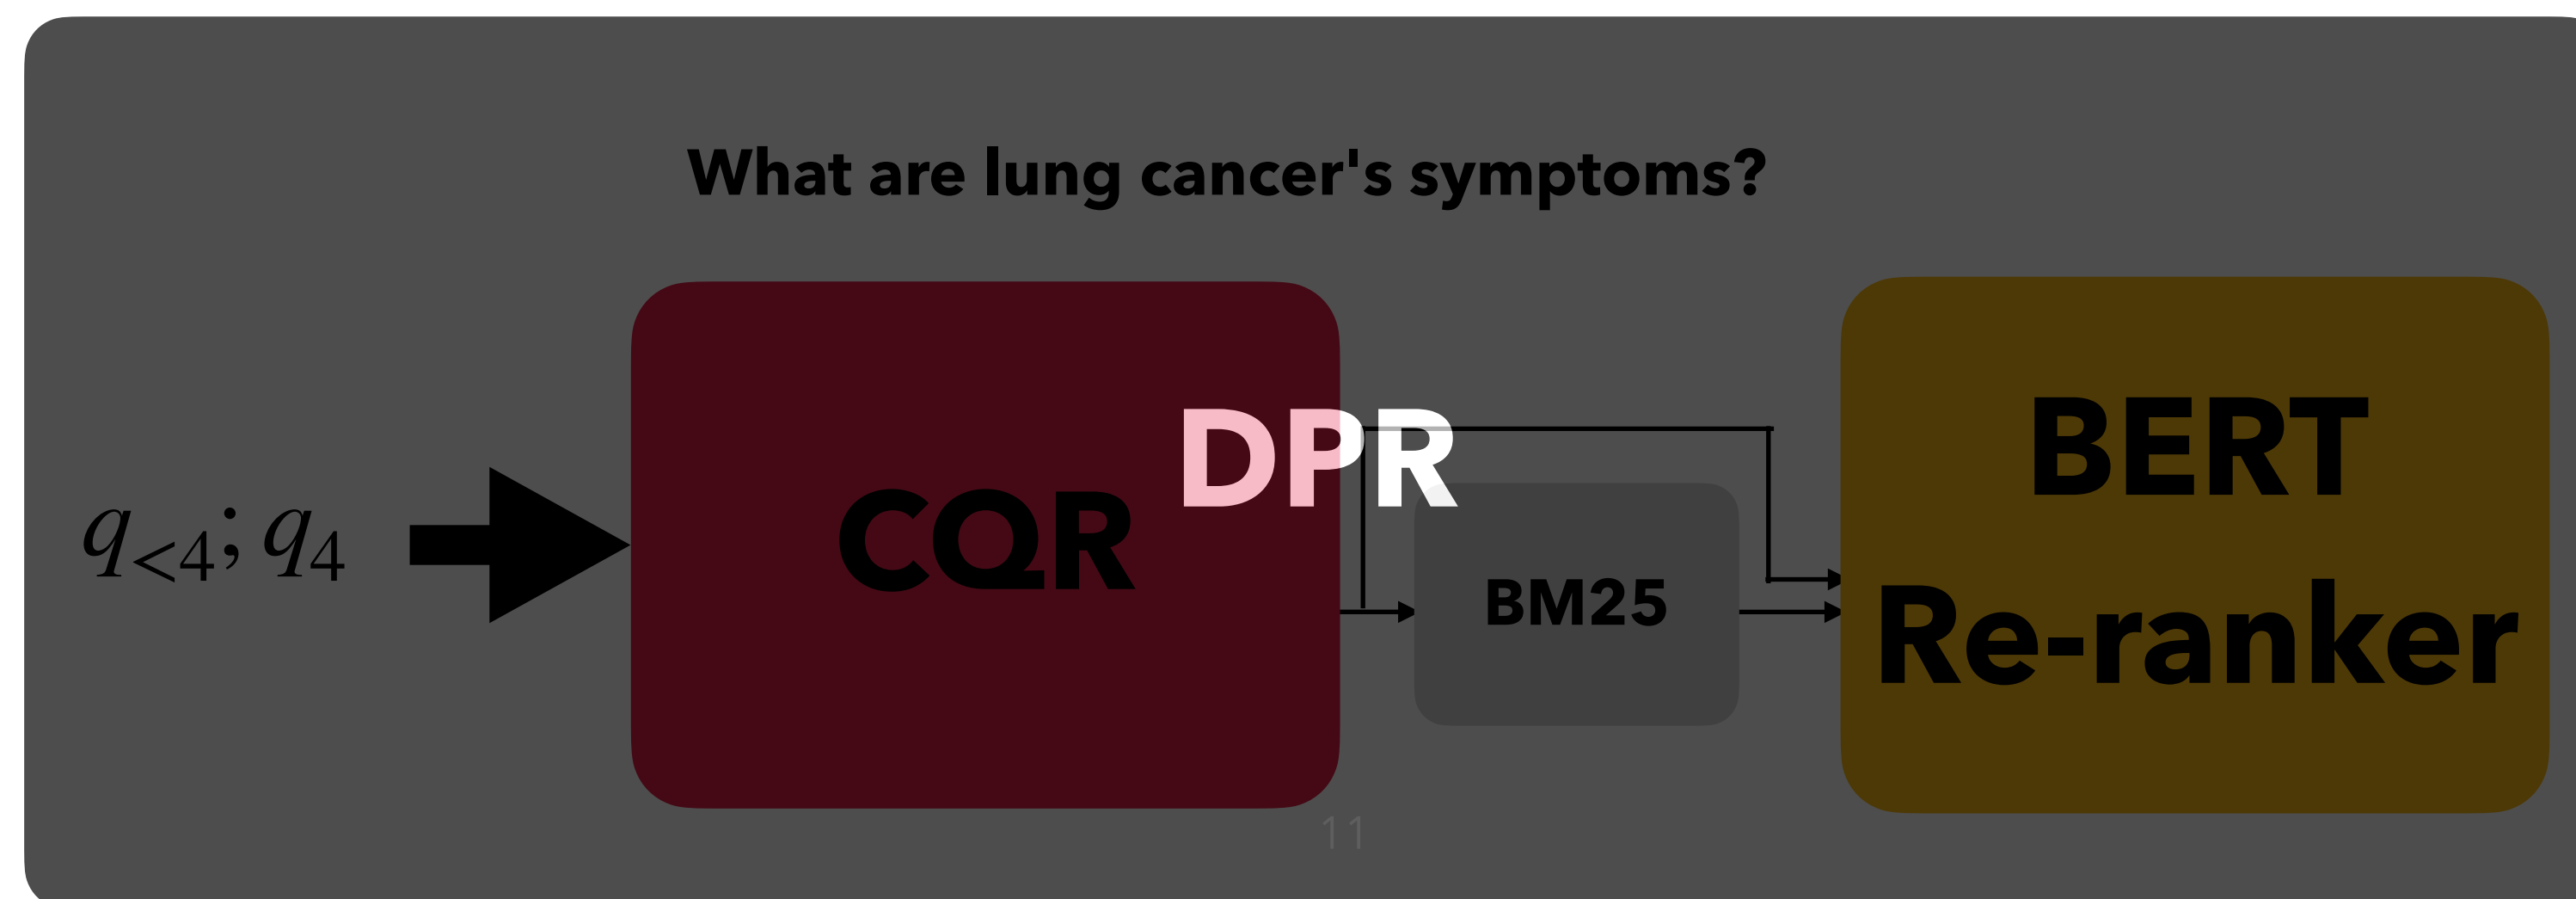 What are lung cancer's symptoms?
DPR
BERT
q<4; q4
CQR
BM25
Re-ranker
11